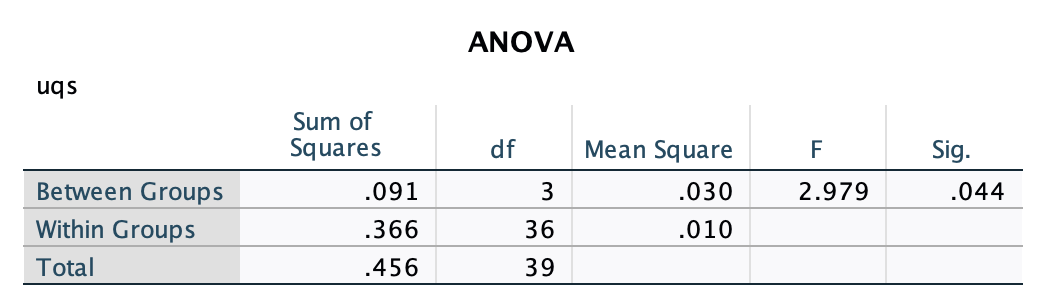 ANOVA
uqs
Sum of
Squares df Mean Square F Sig.
Between Groups .091 3 .030 2.979 .044
Within Groups .366 36 .010
Total .456 39